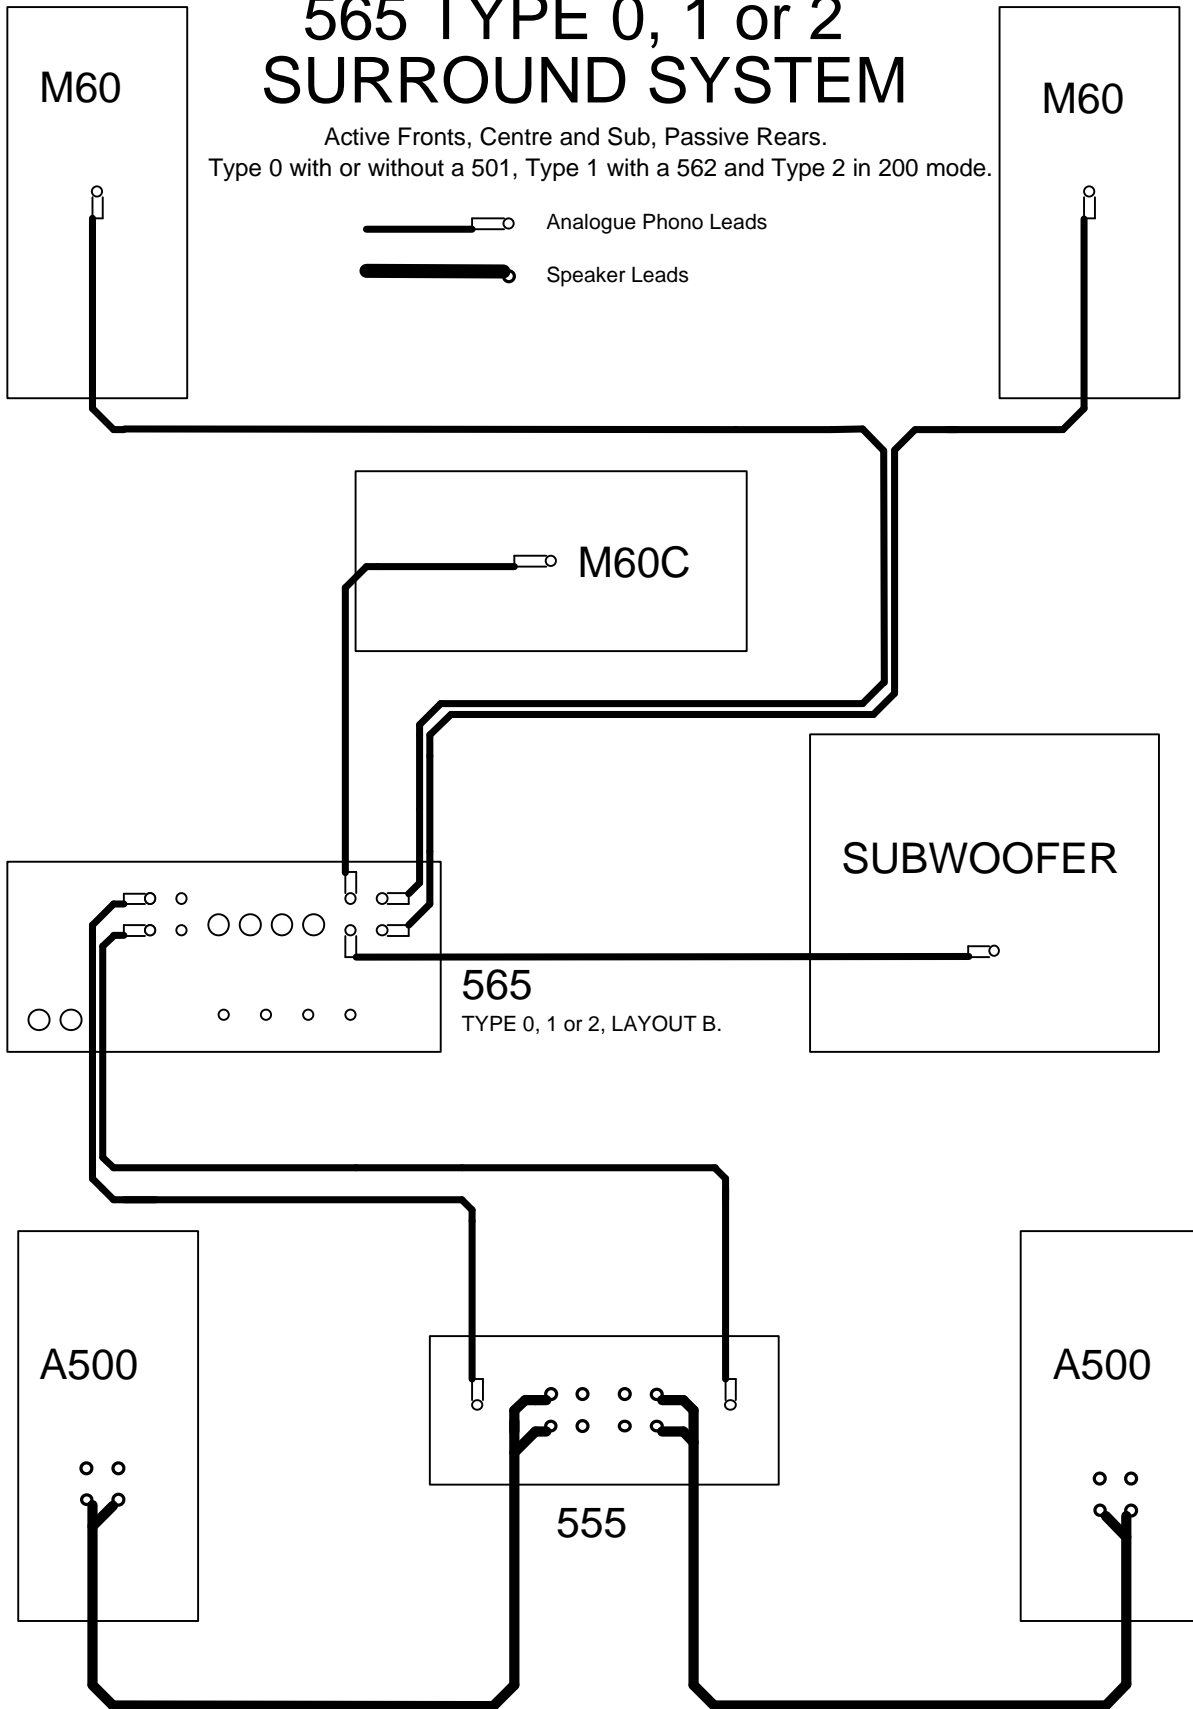 565 TYPE 0, 1 or 2
SURROUND SYSTEM
M60
M60
Active Fronts, Centre and Sub, Passive Rears.
Type 0 with or without a 501, Type 1 with a 562 and Type 2 in 200 mode.
Analogue Phono Leads
Speaker Leads
M60C
SUBWOOFER
565
TYPE 0, 1 or 2, LAYOUT B.
A500
A500
555